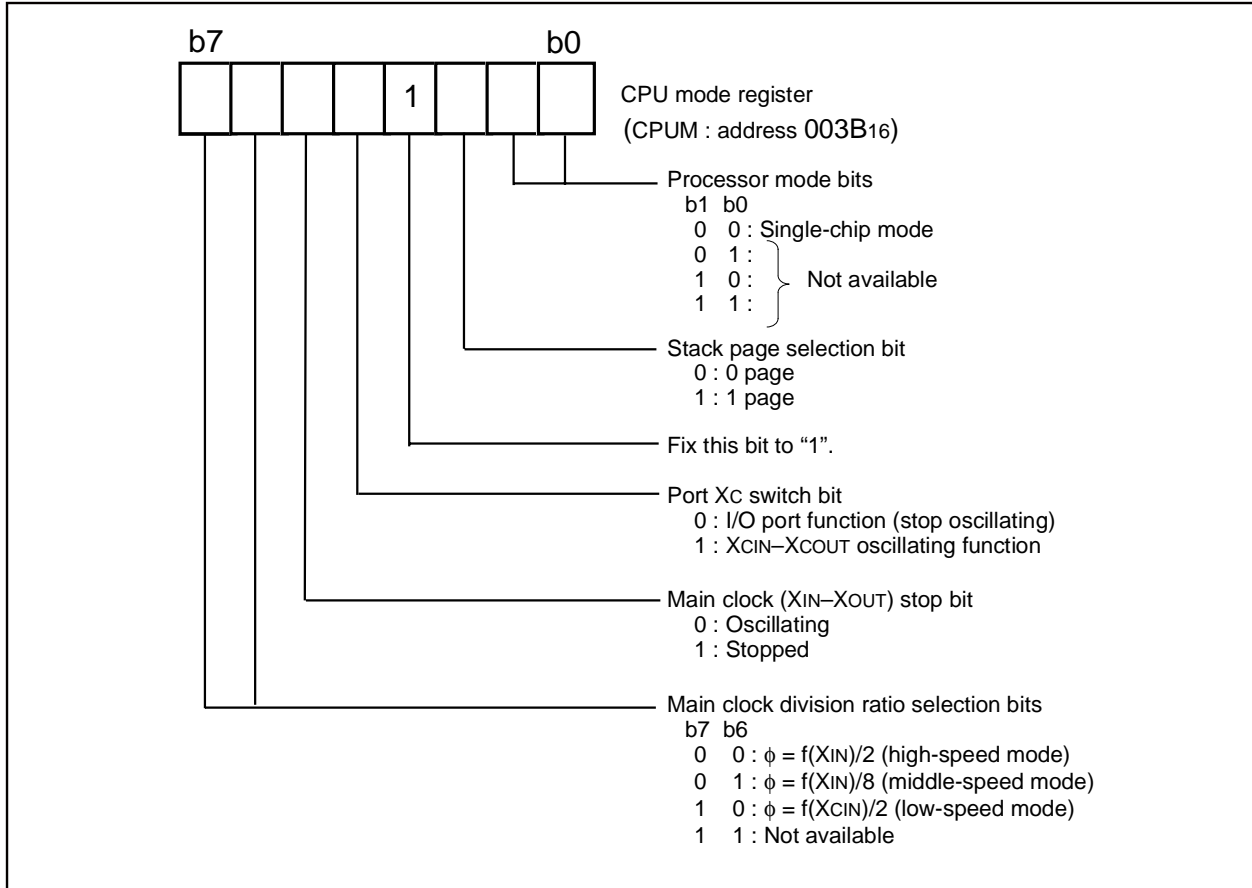 b7 b0
1
CPU mode register
(CPUM : address 003B16)
Processor mode bits
b1 b0
0 0 : Single-chip mode
0 1 :
1 0 : Not available
1 1 :
Stack page selection bit
0 : 0 page
1 : 1 page
Fix this bit to “1”.
Port XC switch bit
0 : I/O port function (stop oscillating)
1 : XCIN–XCOUT oscillating function
Main clock (XIN–XOUT) stop bit
0 : Oscillating
1 : Stopped
Main clock division ratio selection bits
b7 b6
0 0 : ϕ = f(XIN)/2 (high-speed mode)
0 1 : ϕ = f(XIN)/8 (middle-speed mode)
1 0 : ϕ = f(XCIN)/2 (low-speed mode)
1 1 : Not available